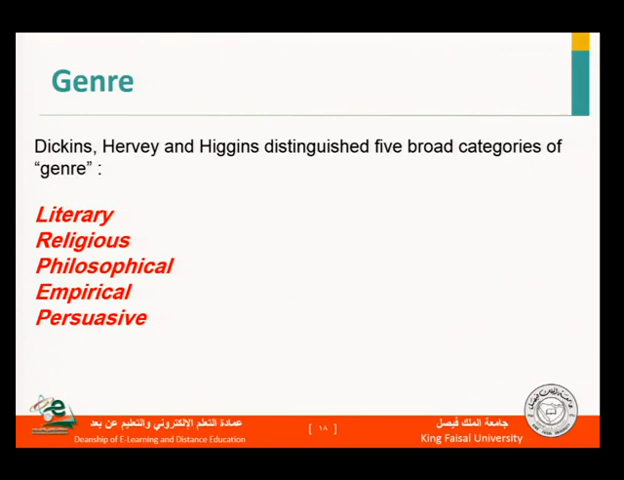 Genre
Dickins, Hervey and Higgins distinguished five broad categories of
“genre” :
Literary
Religious
Philosophical
Empirical
Persuasive
عمادة التعلم الإلكتروني والتعليم عن بعد
Deanship of E-Learning and Distance Education
[ ١٨ ]
جامعة الملك فيصل
King Faisal University